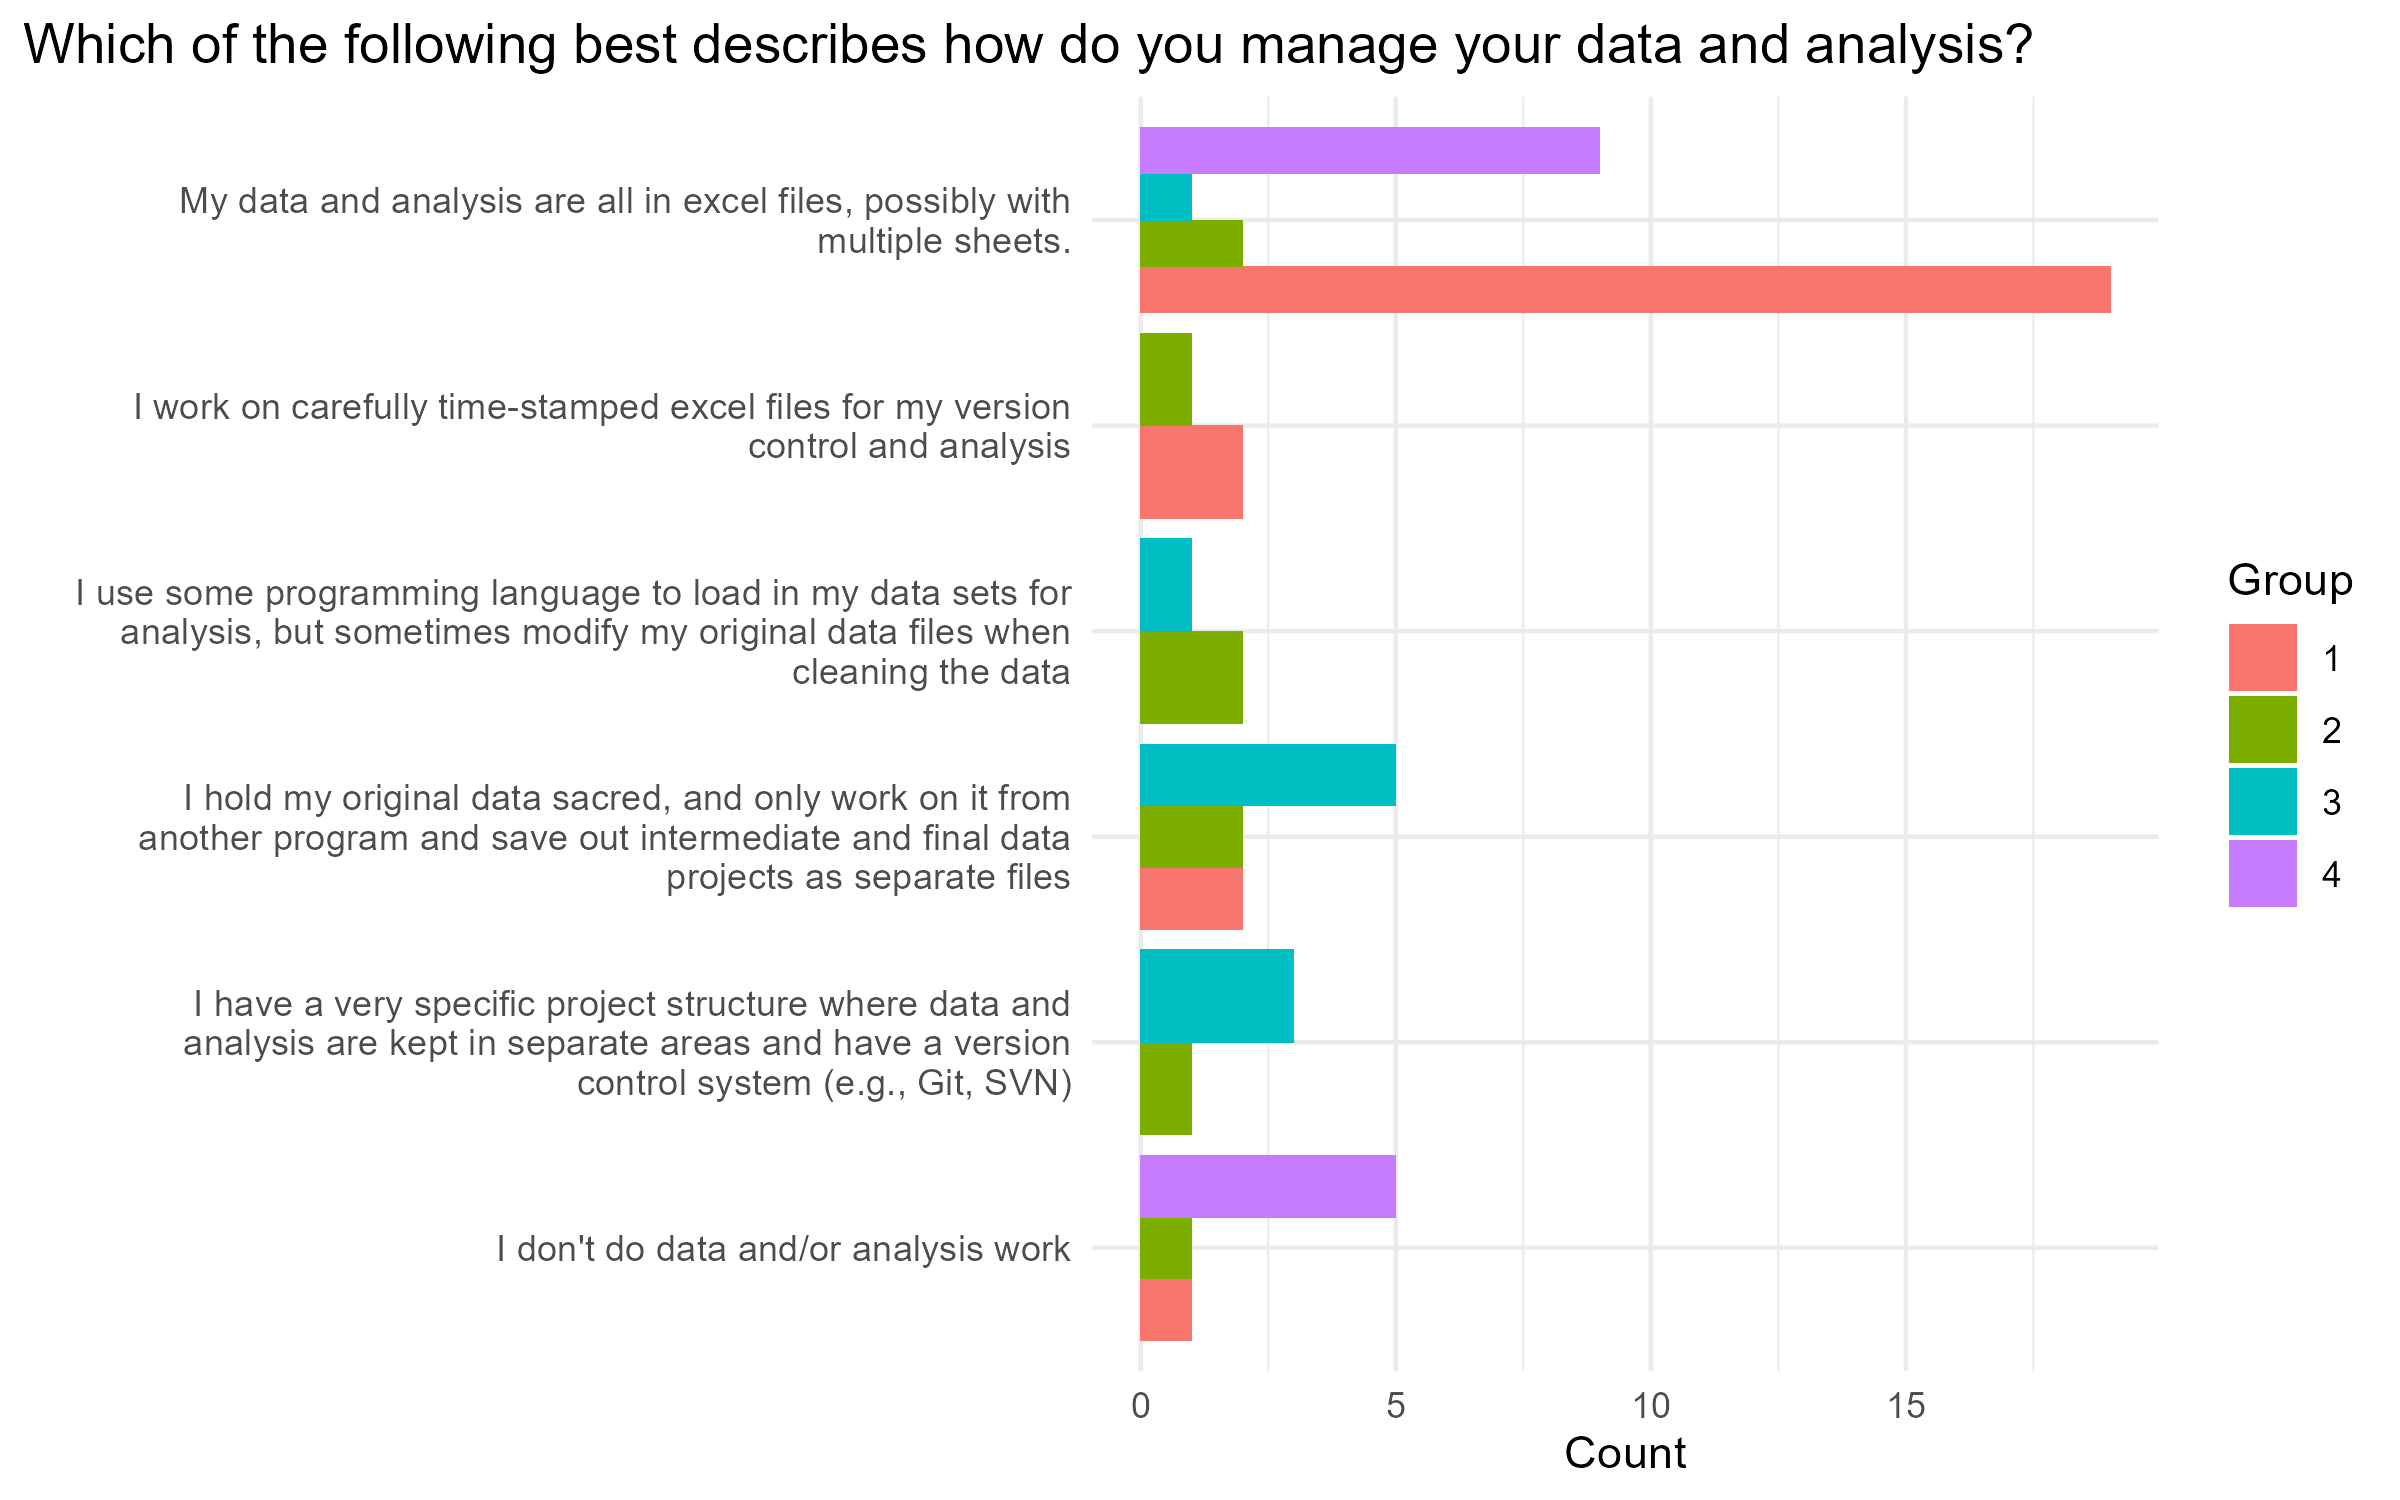 Which of the following best describes how do you manage your data and analysis?
My data and analysis are all in excel files, possibly with
multiple sheets.
I work on carefully time-stamped excel files for my version
control and analysis
I use some programming language to load in my data sets for
analysis, but sometimes modify my original data files when
cleaning the data
I hold my original data sacred, and only work on it from
another program and save out intermediate and final data
projects as separate files
I have a very specific project structure where data and
analysis are kept in separate areas and have a version
control system (e.g., Git, SVN)
I don't do data and/or analysis work
0 5 10 15
Count
Group
1
2
3
4